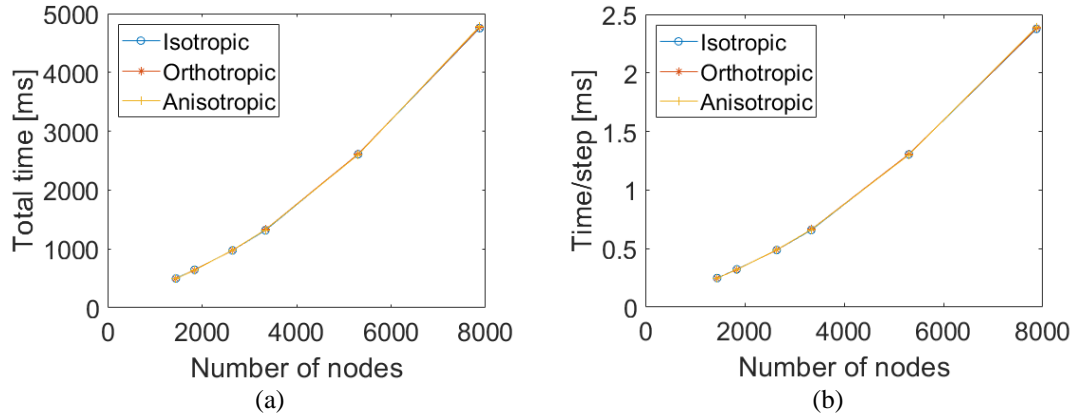 5000
4000
3000
2000
1000
0
Total time [ms]
Isotropic
Orthotropic
Anisotropic
0 2000 4000 6000 8000
Number of nodes
(a)
2.5
2
1.5
1
0.5
0
Time/step [ms]
Isotropic
Orthotropic
Anisotropic
0 2000 4000 6000 8000
Number of nodes
(b)